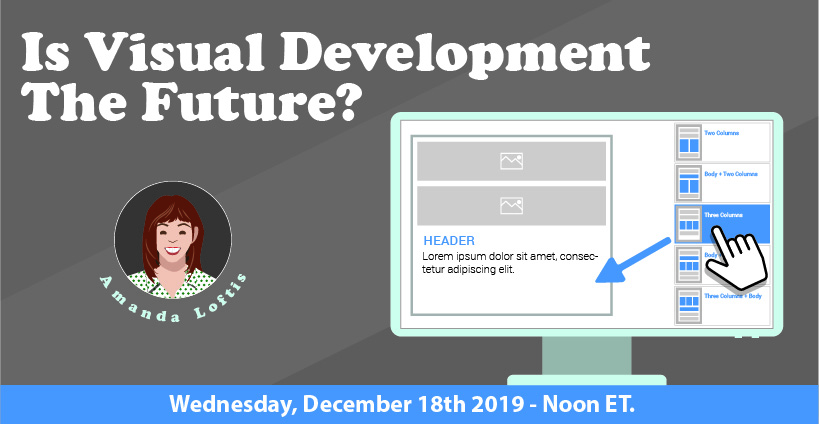 Is Visual Development
The Future?
Amanda Loftis
HEADER
Lorem ipsum dolor sit amet, consec-
tetur adipiscing elit.
Two Columns
Body + Two Columns
Three Columns
Three Columns + Body
Wednesday, December 18th 2019 - Noon ET.